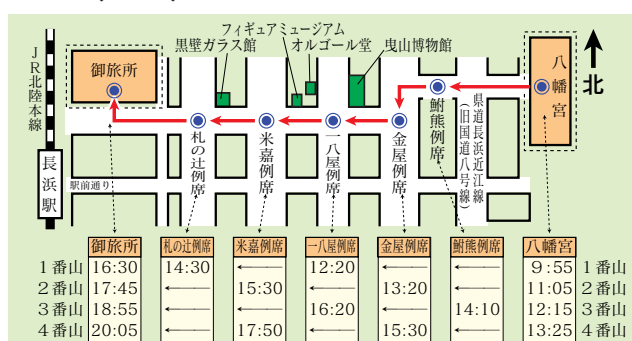 フィギュアミュージアム
黒壁ガラス館
オルゴール堂
曳山博物館
JR北陸本線
御旅所
八幡宮
北
鮒熊例席
県道長浜近江線
(旧国道八号線)
札の辻例席
米嘉例席
一八屋例席
金屋例席
長浜駅
駅前通り
御旅所 札の辻例席 米嘉例席 一八屋例席 金屋例席 鮒熊例席 八幡宮
1番山 16:30 14:30 ← 12:20 ← ← 9:55 1番山
2番山 17:45 ← 15:30 ← 13:20 ← 11:05 2番山
3番山 18:55 ← ← 16:20 ← 14:10 12:15 3番山
4番山 20:05 ← 17:50 ← 15:30 ← 13:25 4番山